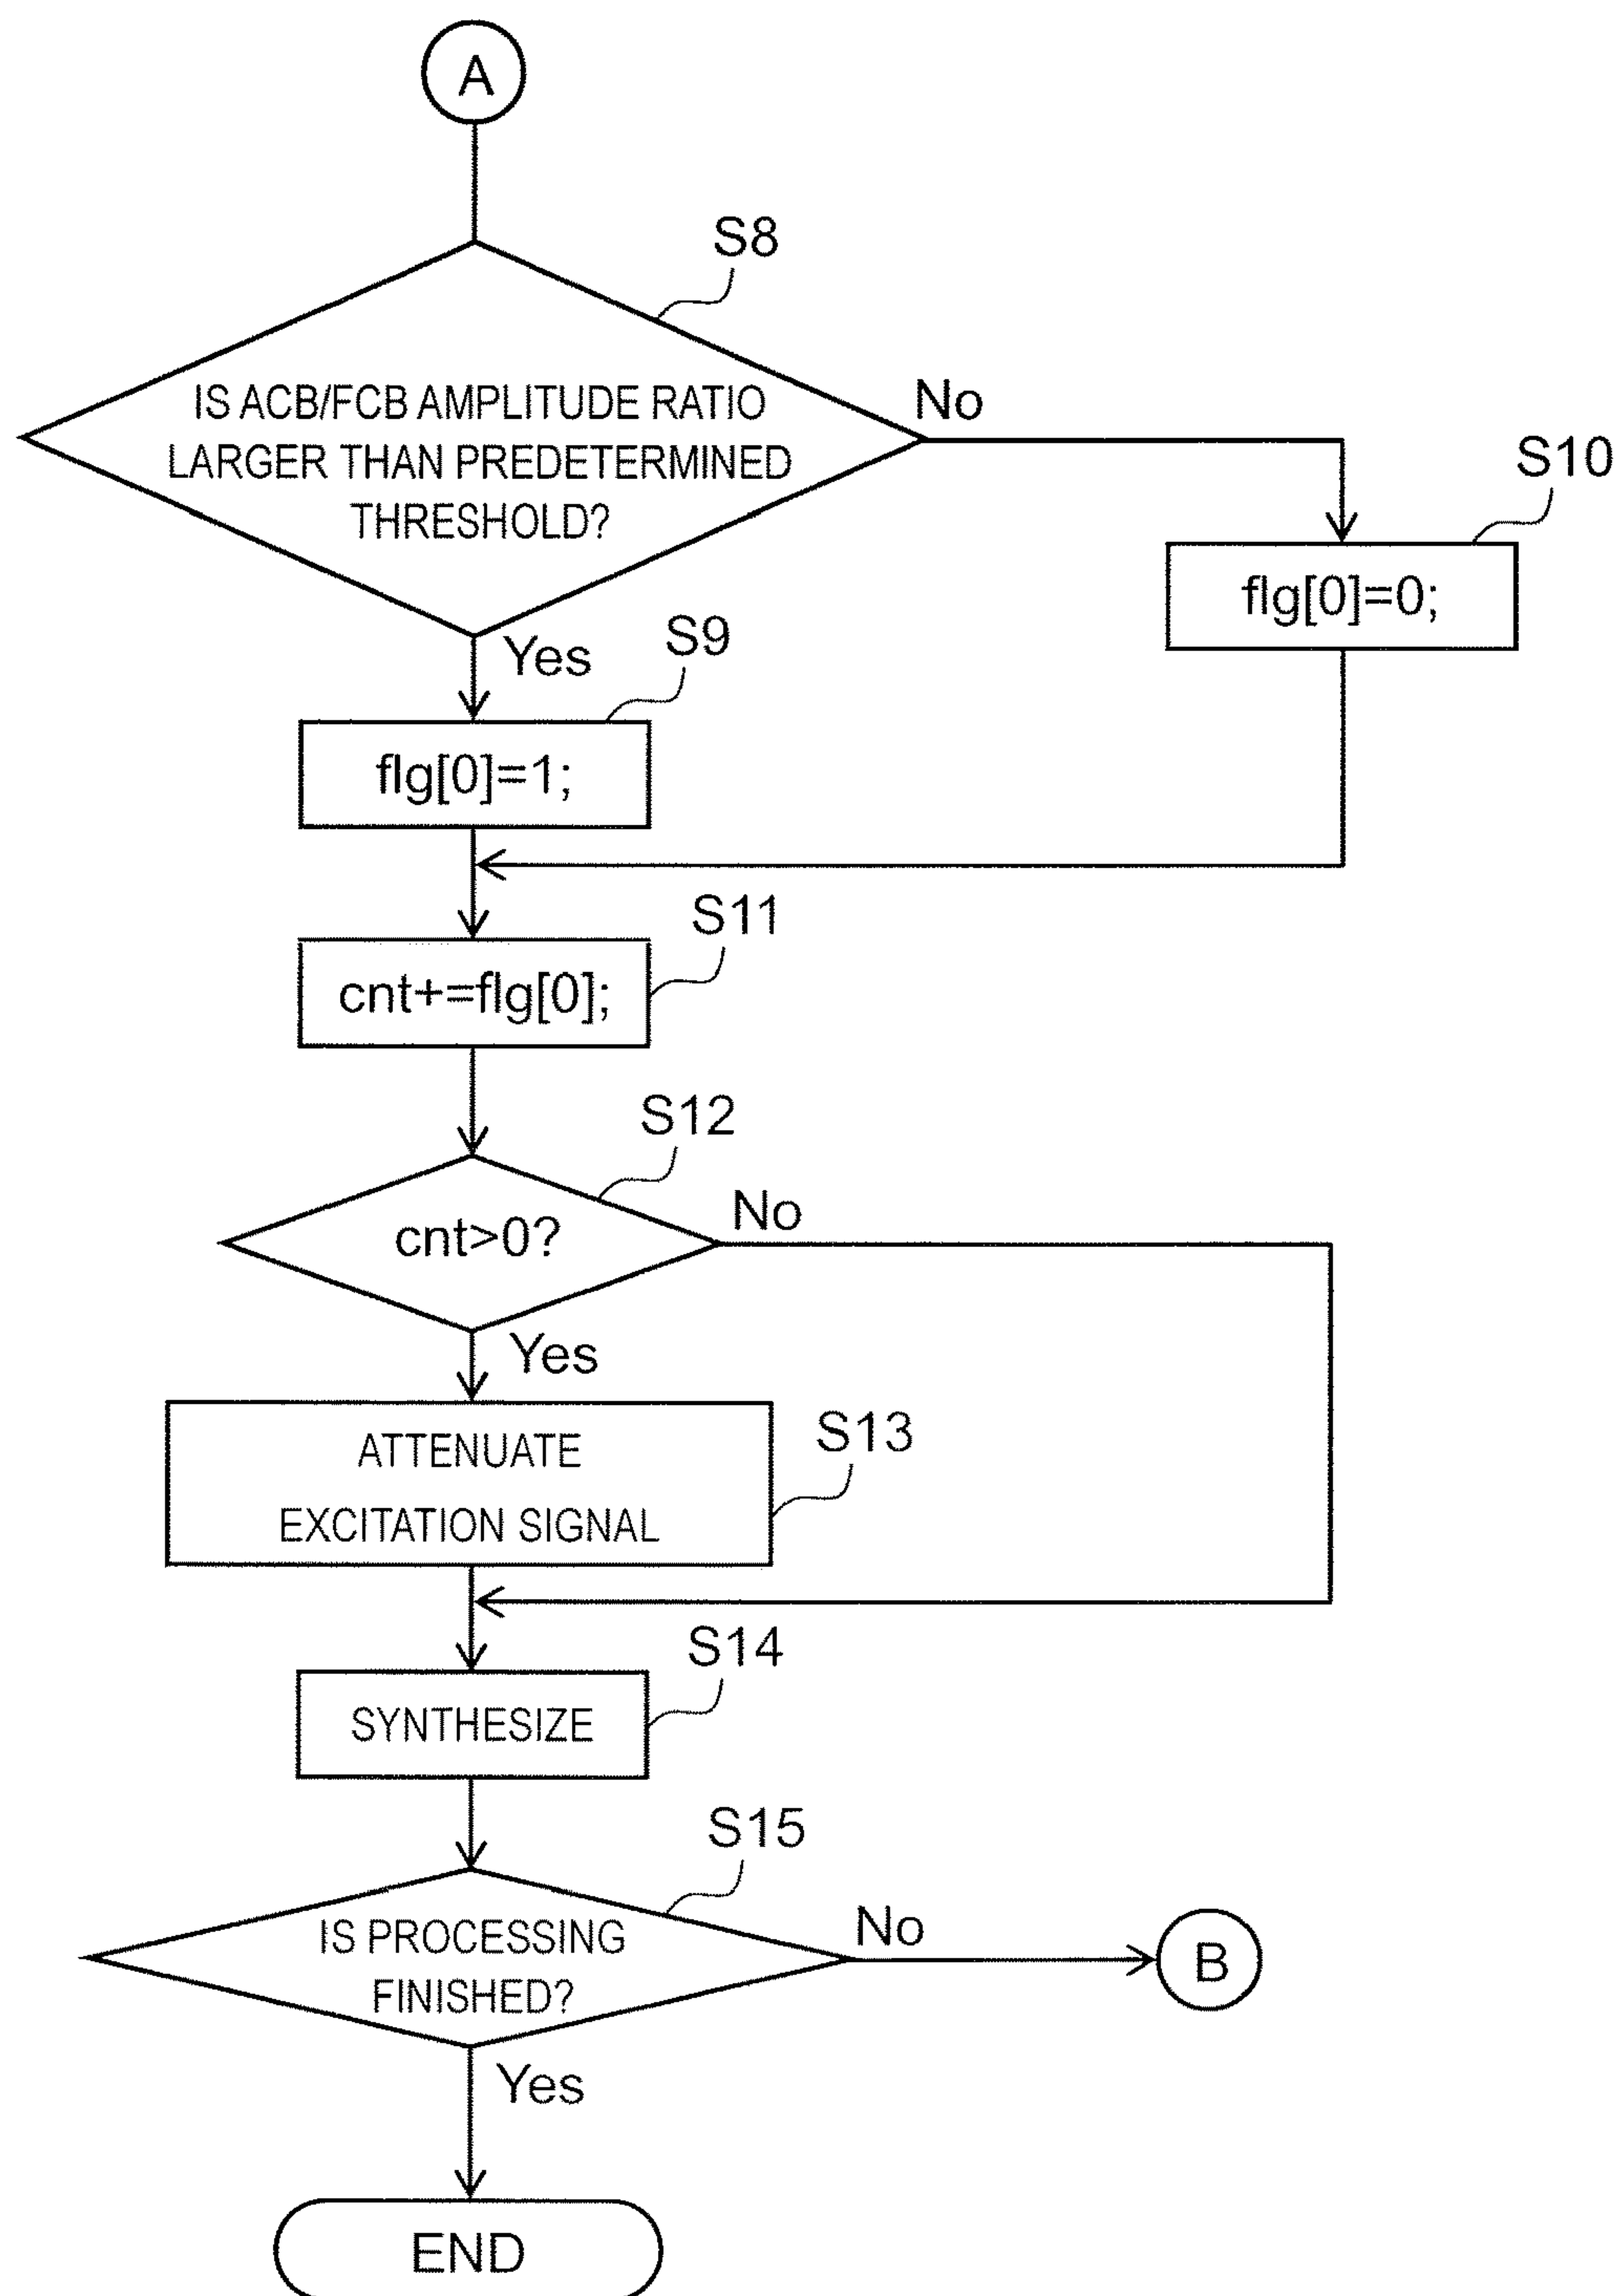 A
S8
IS ACB/FCB AMPLITUDE RATIO
LARGER THAN PREDETERMINED
THRESHOLD?
No
S10
flg[0]=0;
Yes
S9
flg[0]=1;
S11
cnt+=flg[0];
S12
cnt>0?
No
Yes
S13
ATTENUATE
EXCITATION SIGNAL
S14
SYNTHESIZE
S15
IS PROCESSING
FINISHED?
No
B
Yes
END